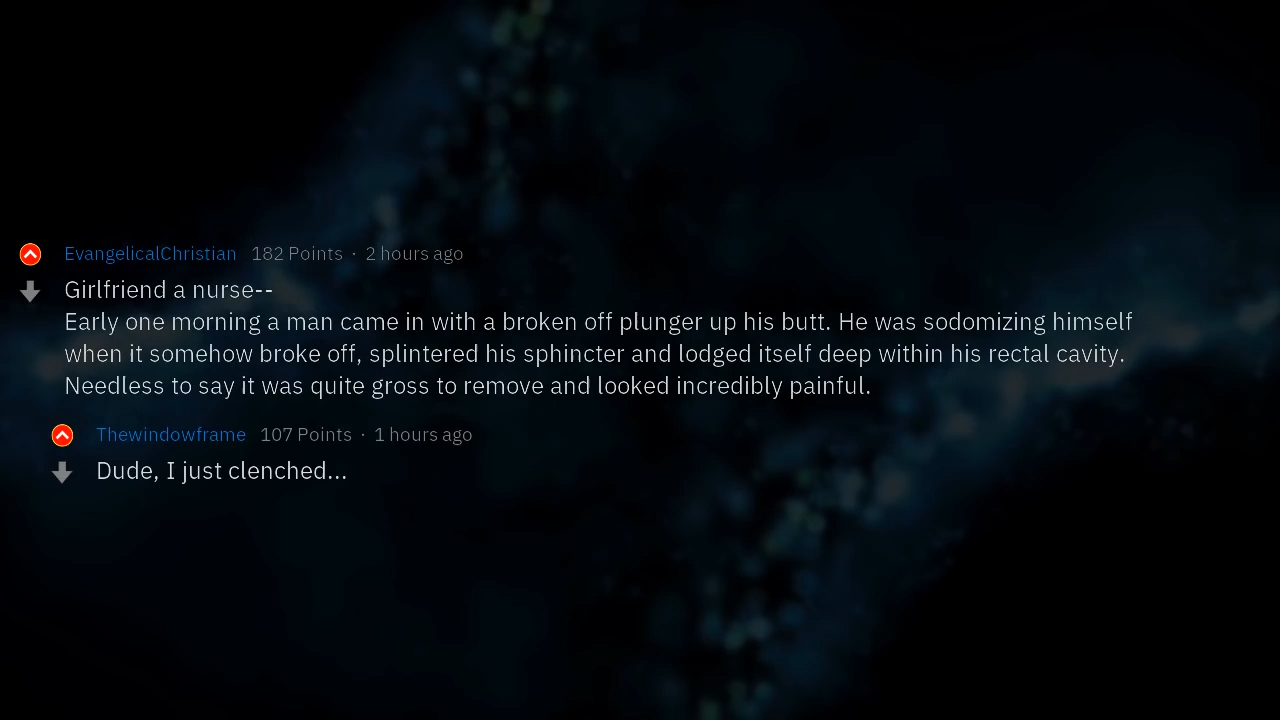 EvangelicalChristian 182 Points · 2 hours ago
Girlfriend a nurse--
Early one morning a man came in with a broken off plunger up his butt. He was sodomizing himself
when it somehow broke off, splintered his sphincter and lodged itself deep within his rectal cavity.
Needless to say it was quite gross to remove and looked incredibly painful.
Thewindowframe 107 Points · 1 hours ago
Dude, I just clenched...